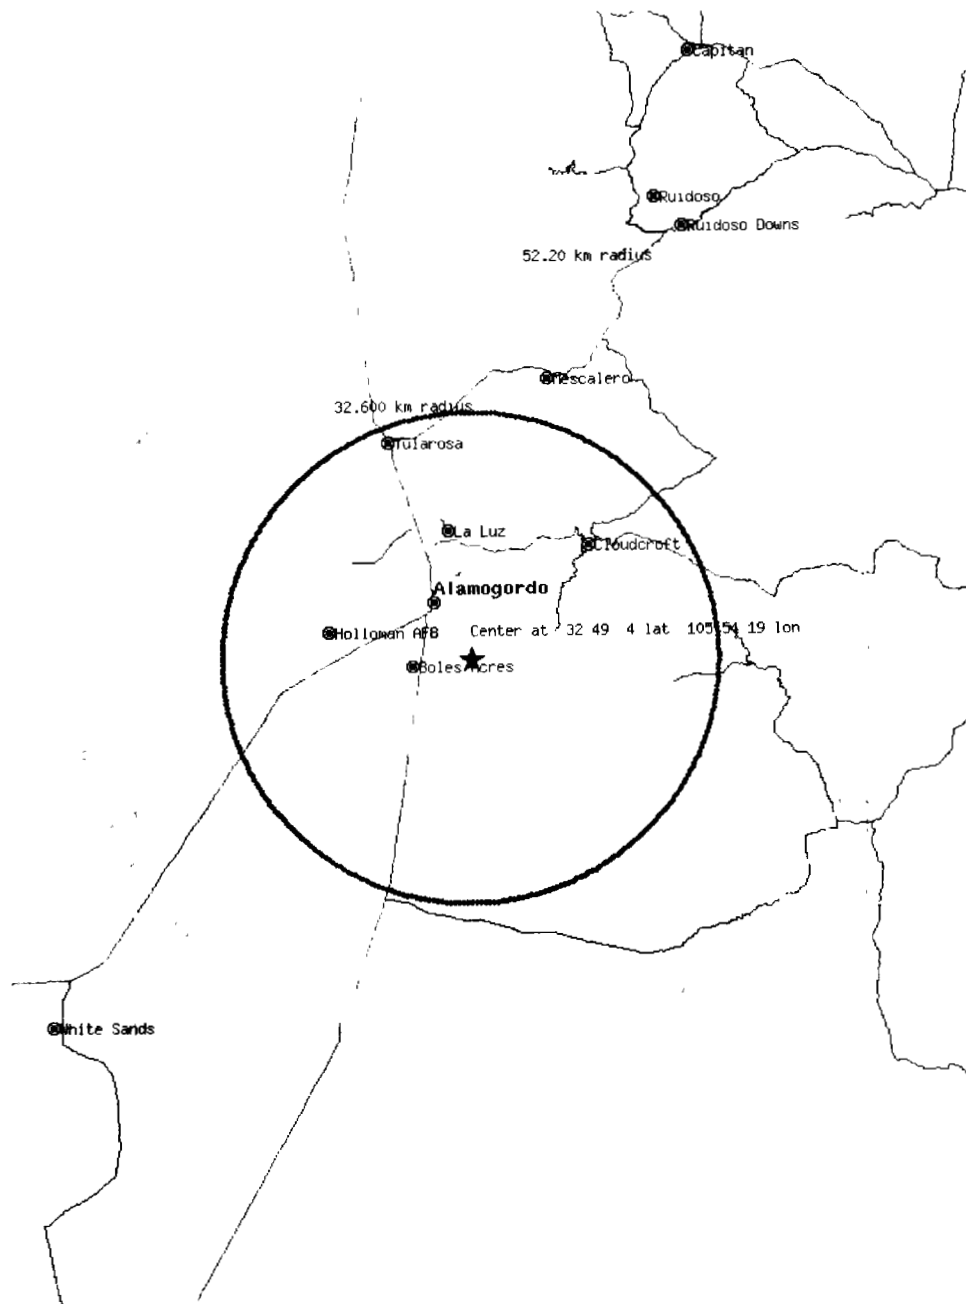 Capitan
Ruidoso
Ruidoso Downs
52.20 km radius
Mescalero
32.600 km radius
Tularosa
La Luz
Cloudcroft
Alamogordo
Holloman AFB
Center at 32 49 4 lat 105 54 19 lon
Boles Acres
White Sands